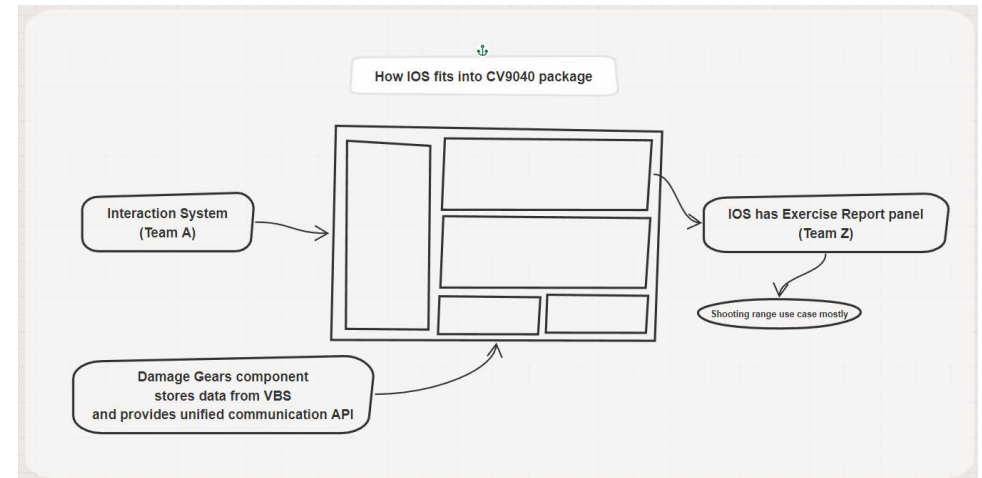 How IOS fits into CV9040 package
Interaction System
(Team A)
IOS has Exercise Report panel
(Team Z)
Shooting range use case mostly
Damage Gears component
stores data from VBS
and provides unified communication API